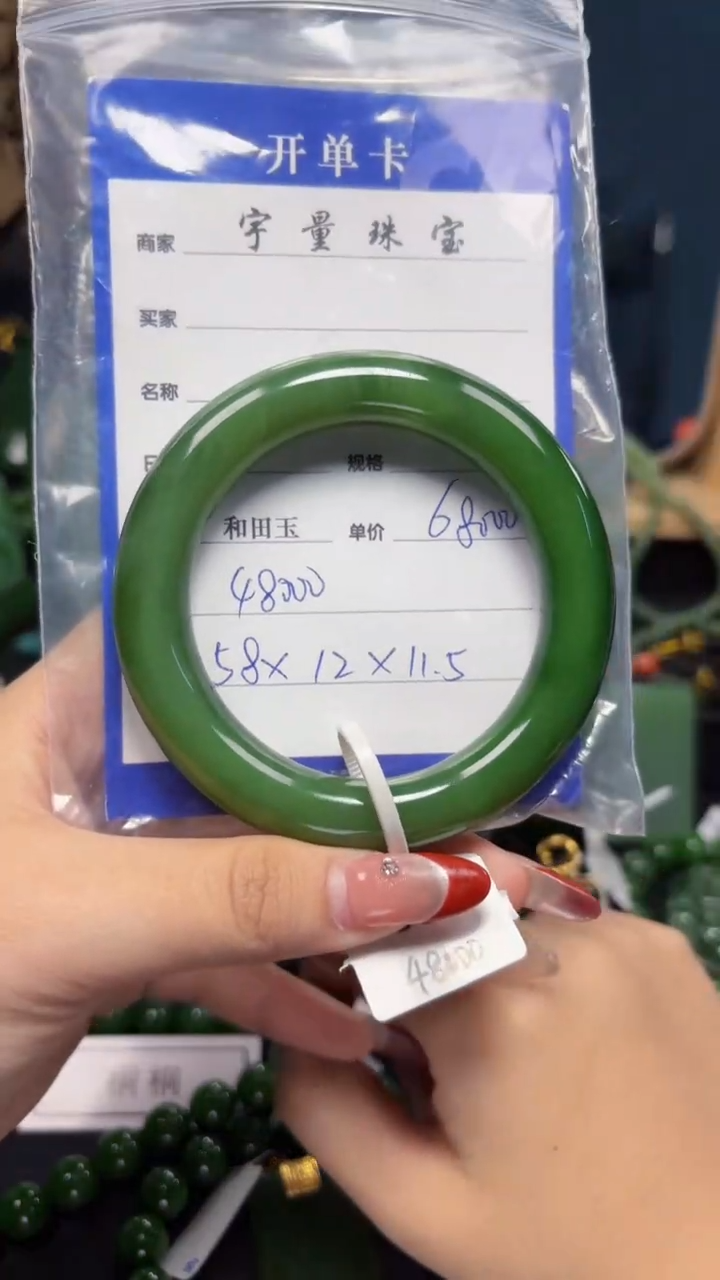 开单卡
商家 宇量珠宝
买家
名称
规格
和田玉 单价 68000
48000
58×12×11.5
48000